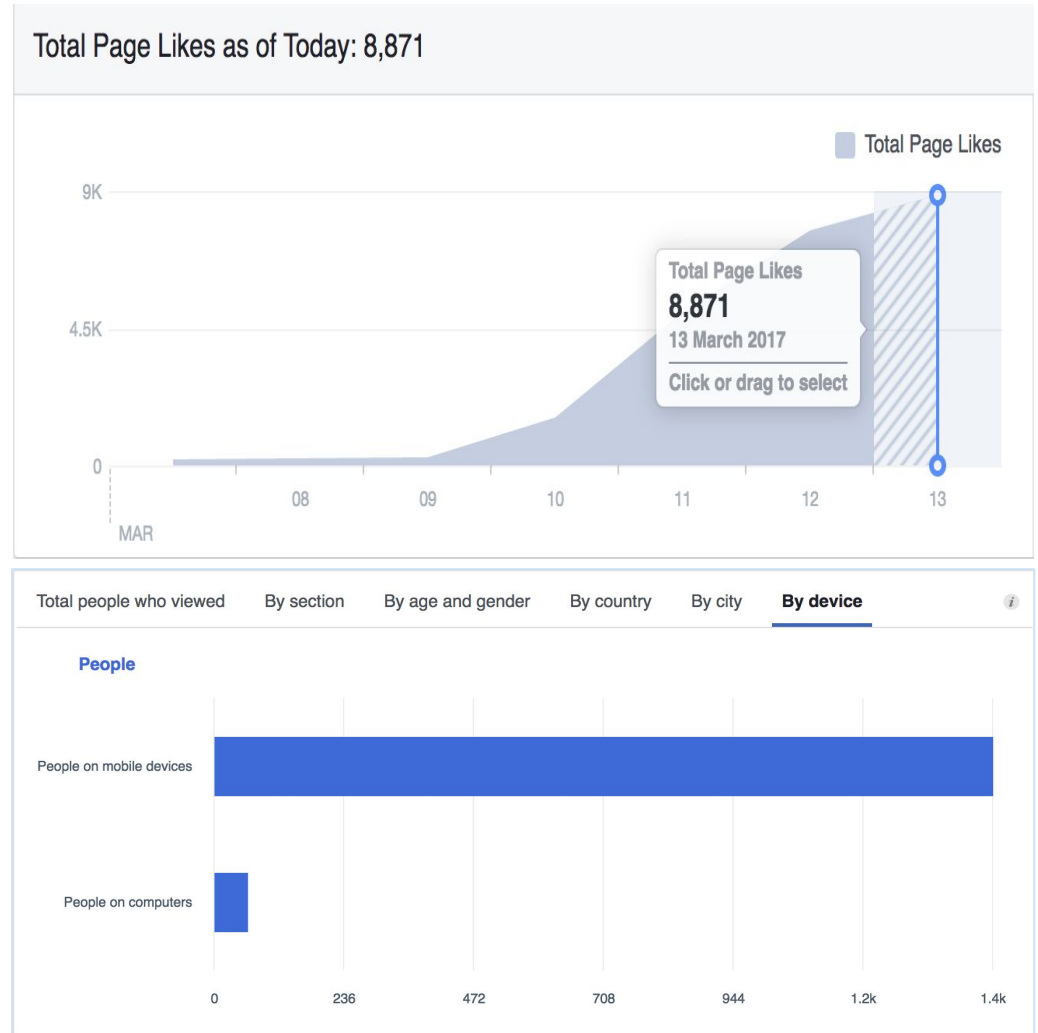 Total Page Likes as of Today: 8,871
Total Page Likes
9K
4.5K
0
Total Page Likes
8,871
13 March 2017
Click or drag to select
08 09 10 11 12 13
MAR
Total people who viewed By section By age and gender By country By city By device i
People
People on mobile devices
People on computers
0 236 472 708 944 1.2k 1.4k